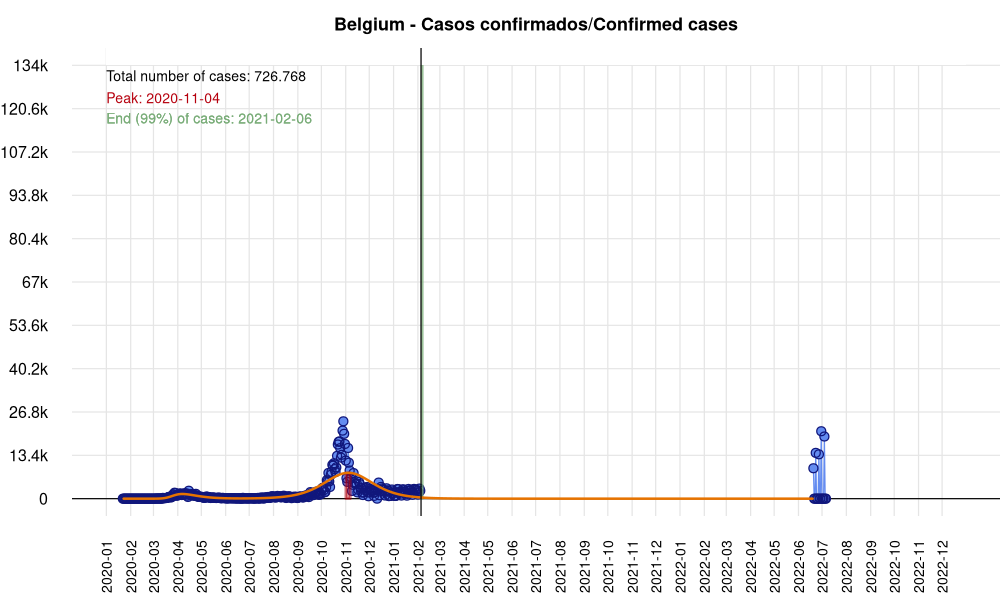 Belgium - Casos confirmados/Confirmed cases
134k
Total number of cases: 726.768
Peak: 2020-11-04
120.6k
End (99%) of cases: 2021-02-06
107.2k
93.8k
80.4k
67k
53.6k
40.2k
26.8k
13.4k
0
2020-01
2020-02
2020-03
2020-04
2020-05
2020-06
2020-07
2020-08
2020-09
2020-10
2020-11
2020-12
2021-01
2021-02
2021-03
2021-04
2021-05
2021-06
2021-07
2021-08
2021-09
2021-10
2021-11
2021-12
2022-01
2022-02
2022-03
2022-04
2022-05
2022-06
2022-07
2022-08
2022-09
2022-10
2022-11
2022-12